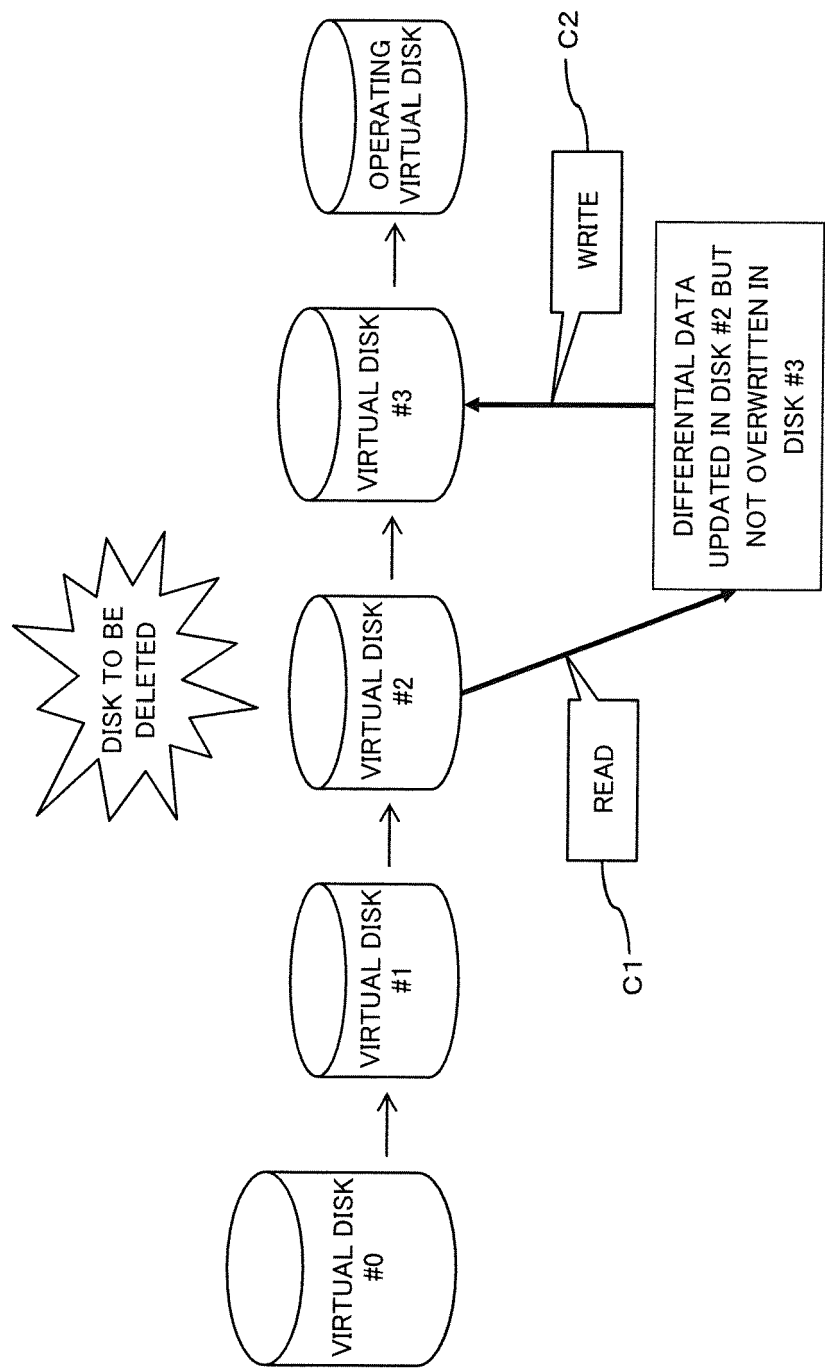 DISK TO BE
DELETED
VIRTUAL DISK
#0
VIRTUAL DISK
#1
VIRTUAL DISK
#2
VIRTUAL DISK
#3
OPERATING
VIRTUAL DISK
C1
READ
WRITE
C2
DIFFERENTIAL DATA
UPDATED IN DISK #2 BUT
NOT OVERWRITTEN IN
DISK #3